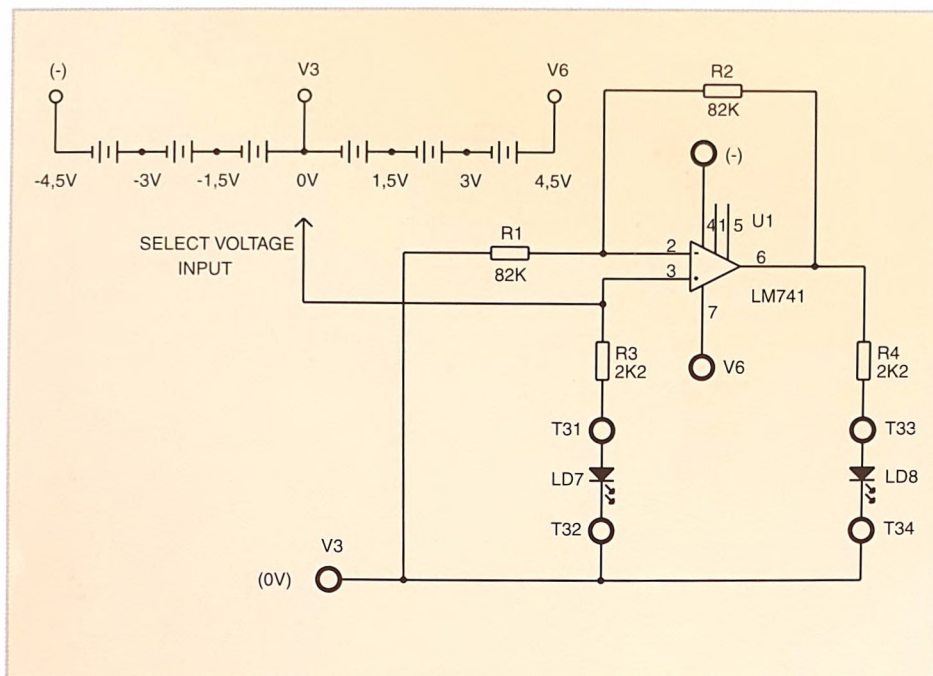 (-)
V3
V6
-4,5V
-3V
-1,5V
0V
1,5V
3V
4,5V
SELECT VOLTAGE
INPUT
R2
82K
(-)
4
1
5
U1
R1
82K
2
-
3
6
LM741
7
V6
R3
2K2
R4
2K2
T31
T33
LD7
LD8
T32
T34
V3
(0V)